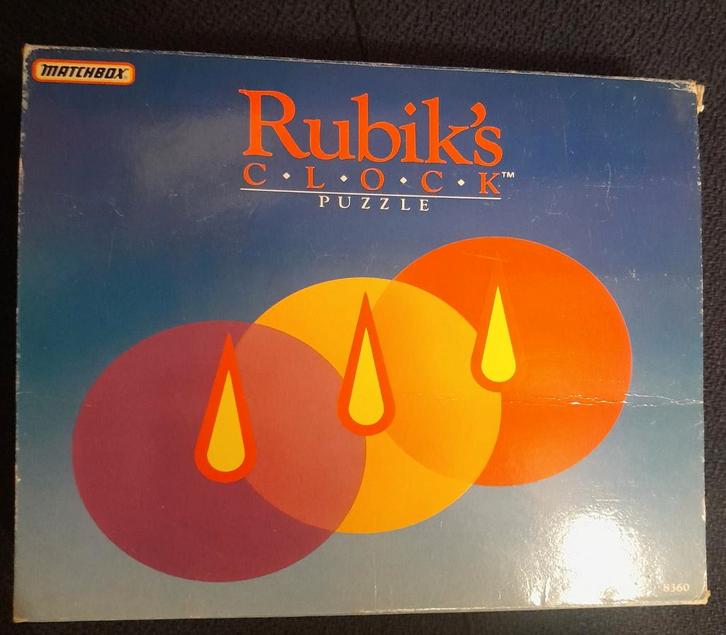 MATCHBOX
Rubik's
C·L·O·C·K™
PUZZLE
8360